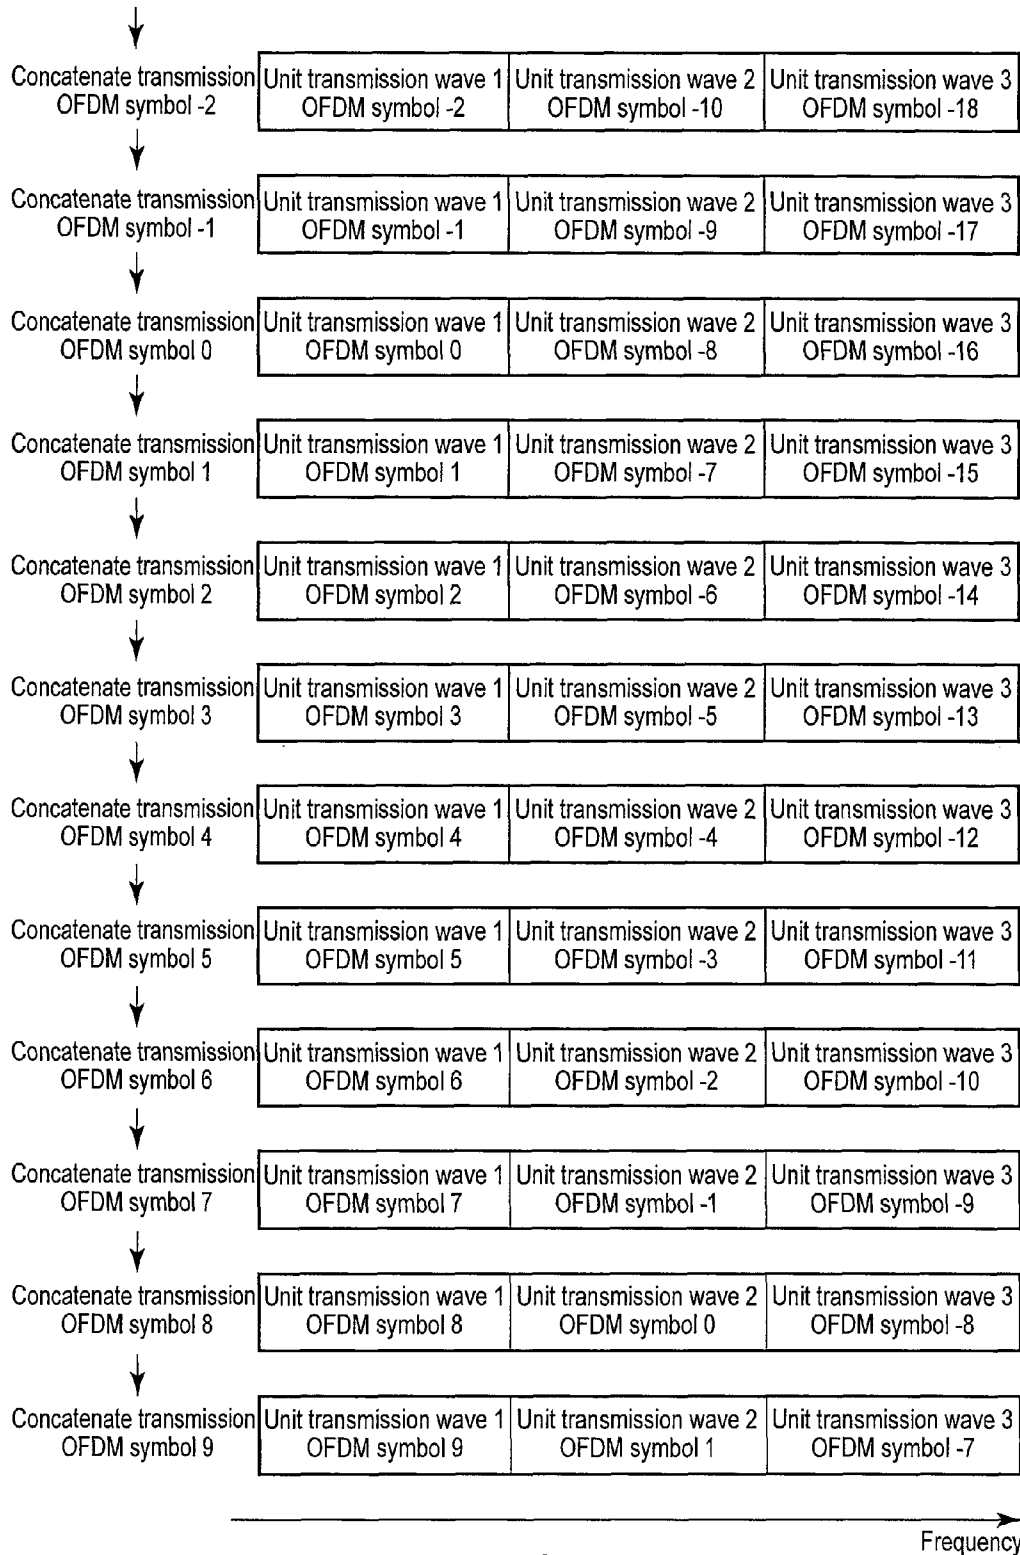 Concatenate transmission Unit transmission wave 1 Unit transmission wave 2 Unit transmission wave 3
OFDM symbol -2 OFDM symbol -2 OFDM symbol -10 OFDM symbol -18
Concatenate transmission Unit transmission wave 1 Unit transmission wave 2 Unit transmission wave 3
OFDM symbol -1 OFDM symbol -1 OFDM symbol -9 OFDM symbol -17
Concatenate transmission Unit transmission wave 1 Unit transmission wave 2 Unit transmission wave 3
OFDM symbol 0 OFDM symbol 0 OFDM symbol -8 OFDM symbol -16
Concatenate transmission Unit transmission wave 1 Unit transmission wave 2 Unit transmission wave 3
OFDM symbol 1 OFDM symbol 1 OFDM symbol -7 OFDM symbol -15
Concatenate transmission Unit transmission wave 1 Unit transmission wave 2 Unit transmission wave 3
OFDM symbol 2 OFDM symbol 2 OFDM symbol -6 OFDM symbol -14
Concatenate transmission Unit transmission wave 1 Unit transmission wave 2 Unit transmission wave 3
OFDM symbol 3 OFDM symbol 3 OFDM symbol -5 OFDM symbol -13
Concatenate transmission Unit transmission wave 1 Unit transmission wave 2 Unit transmission wave 3
OFDM symbol 4 OFDM symbol 4 OFDM symbol -4 OFDM symbol -12
Concatenate transmission Unit transmission wave 1 Unit transmission wave 2 Unit transmission wave 3
OFDM symbol 5 OFDM symbol 5 OFDM symbol -3 OFDM symbol -11
Concatenate transmission Unit transmission wave 1 Unit transmission wave 2 Unit transmission wave 3
OFDM symbol 6 OFDM symbol 6 OFDM symbol -2 OFDM symbol -10
Concatenate transmission Unit transmission wave 1 Unit transmission wave 2 Unit transmission wave 3
OFDM symbol 7 OFDM symbol 7 OFDM symbol -1 OFDM symbol -9
Concatenate transmission Unit transmission wave 1 Unit transmission wave 2 Unit transmission wave 3
OFDM symbol 8 OFDM symbol 8 OFDM symbol 0 OFDM symbol -8
Concatenate transmission Unit transmission wave 1 Unit transmission wave 2 Unit transmission wave 3
OFDM symbol 9 OFDM symbol 9 OFDM symbol 1 OFDM symbol -7
Frequency